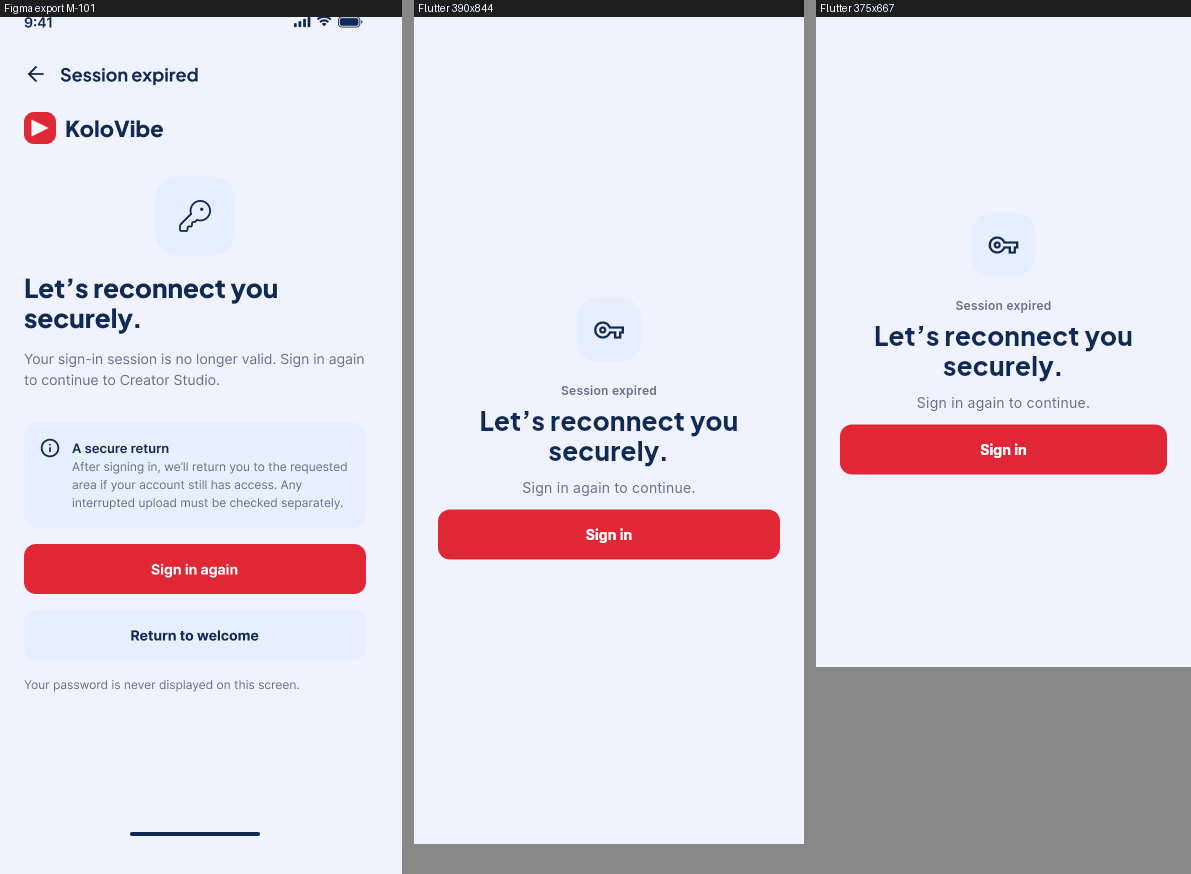 Figma export M-101
9:41
Session expired
KoloVibe
Let’s reconnect you
securely.
Your sign-in session is no longer valid. Sign in again
to continue to Creator Studio.
A secure return
After signing in, we’ll return you to the requested
area if your account still has access. Any
interrupted upload must be checked separately.
Sign in again
Return to welcome
Your password is never displayed on this screen.
Flutter 390x844
Session expired
Let’s reconnect you
securely.
Sign in again to continue.
Sign in
Flutter 375x667
Session expired
Let’s reconnect you
securely.
Sign in again to continue.
Sign in